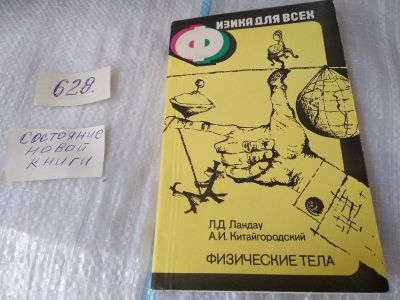 ФИЗИКА ДЛЯ ВСЕХ
628.
СОСТОЯНИЕ
НОВОЙ
КНИГИ
Л.Д. Ландау
А.И. Китайгородский
ФИЗИЧЕСКИЕ ТЕЛА